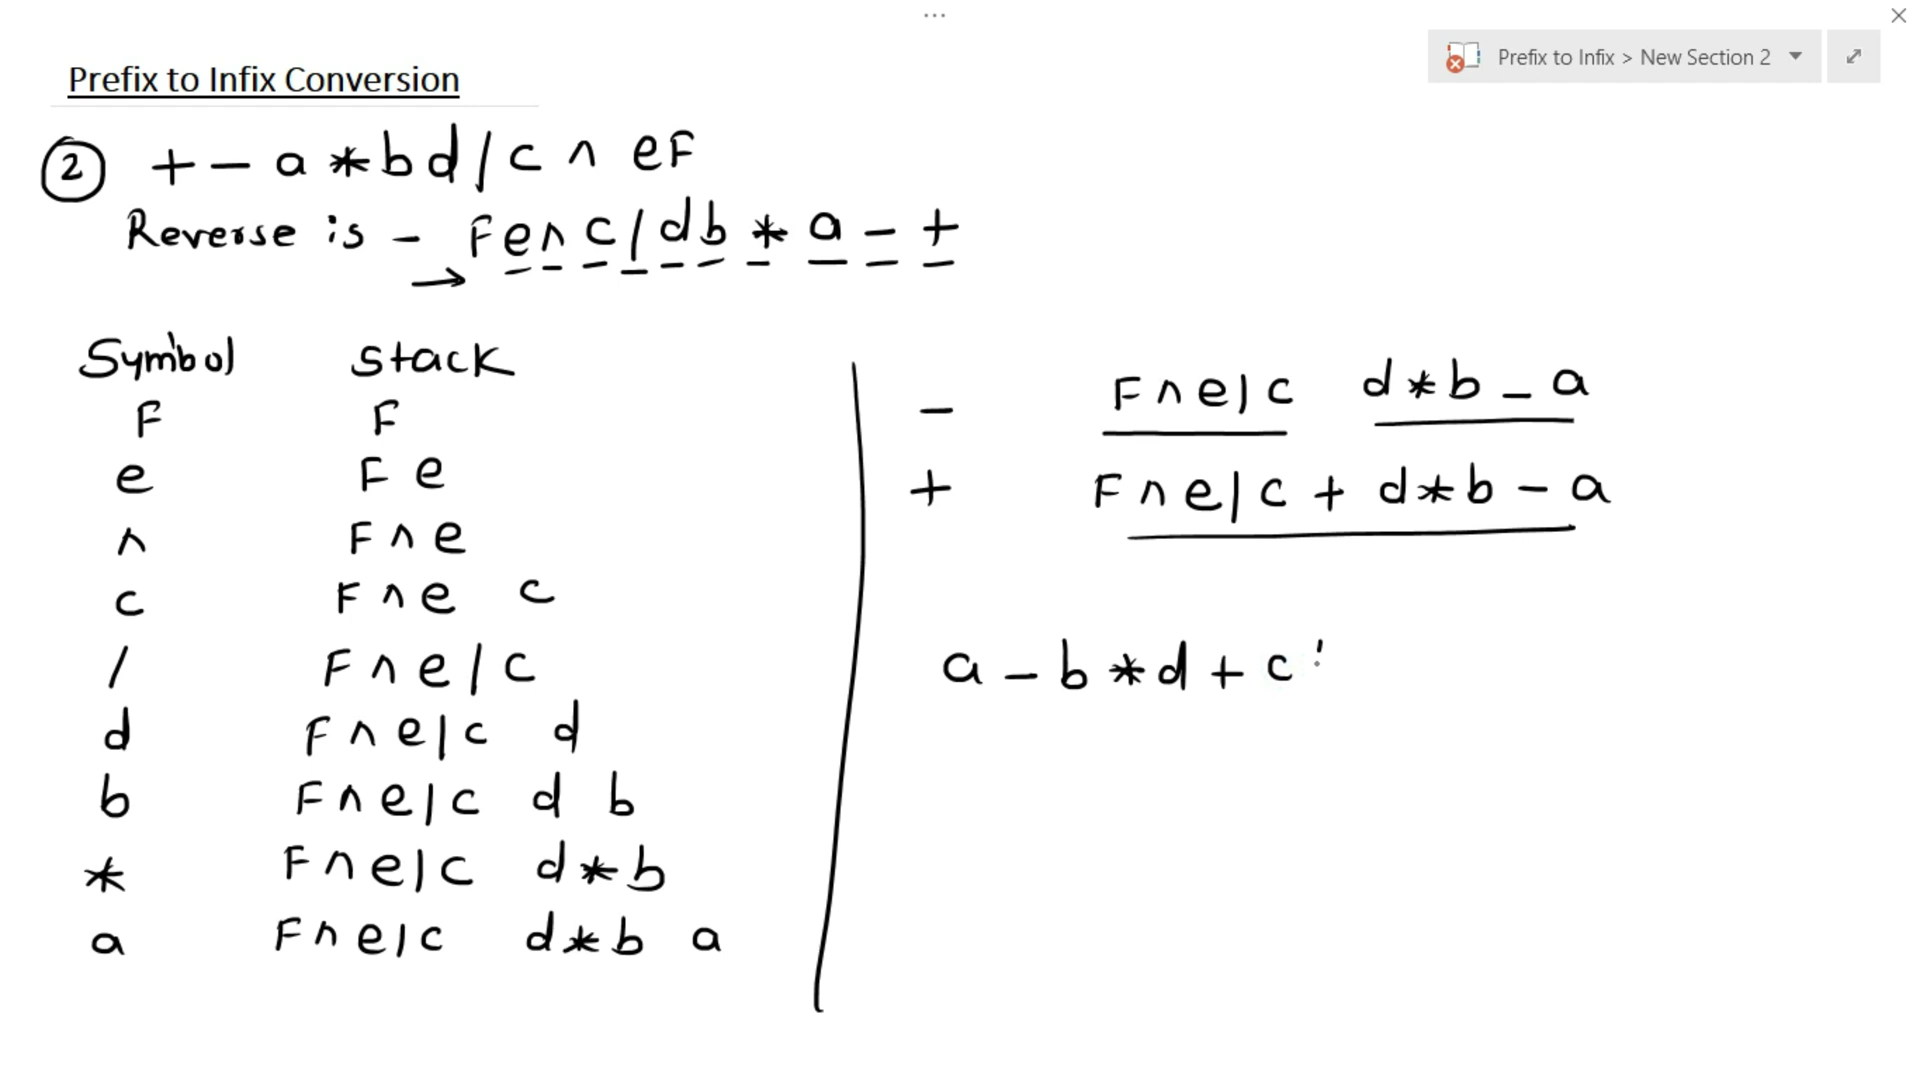 Prefix to Infix > New Section 2
Prefix to Infix Conversion
2 + - a * b d / c ^ e F
Reverse is - F e ^ c / d b * a - +
Symbol Stack
F F
e F e
^ F ^ e
c F ^ e c
/ F ^ e / c
d F ^ e / c d
b F ^ e / c d b
* F ^ e / c d * b
a F ^ e / c d * b a
- F ^ e / c d * b - a
+ F ^ e / c + d * b - a
a - b * d + c